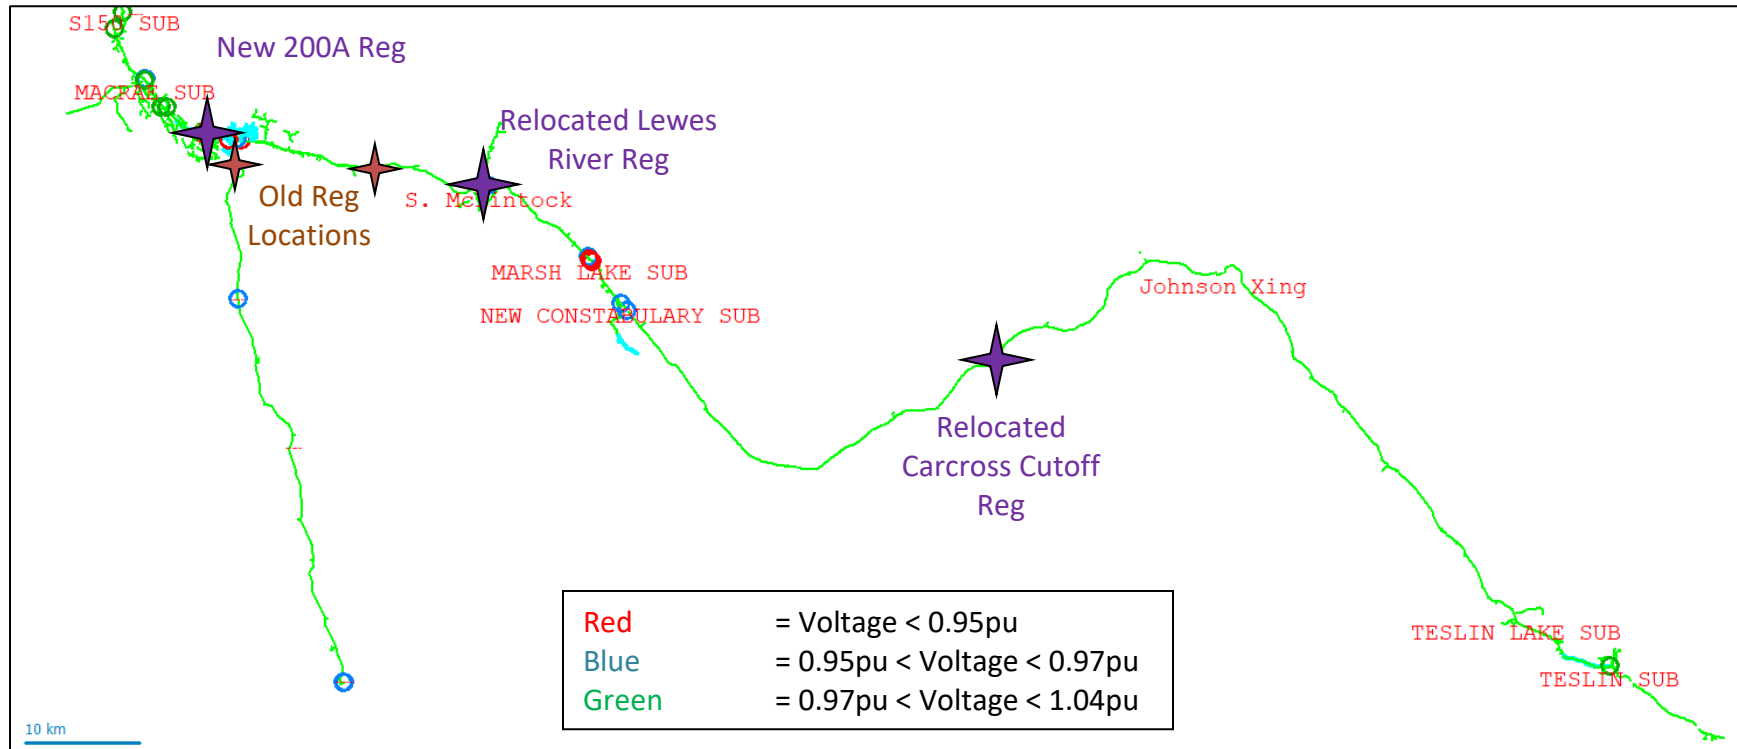 S150 SUB
New 200A Reg
MACRAE SUB
Relocated Lewes
River Reg
Old Reg
Locations
S. McClintock
MARSH LAKE SUB
NEW CONSTABULARY SUB
Johnson Xing
Relocated
Carcross Cutoff
Reg
Red = Voltage < 0.95pu
Blue = 0.95pu < Voltage < 0.97pu
Green = 0.97pu < Voltage < 1.04pu
TESLIN LAKE SUB
TESLIN SUB
10 km